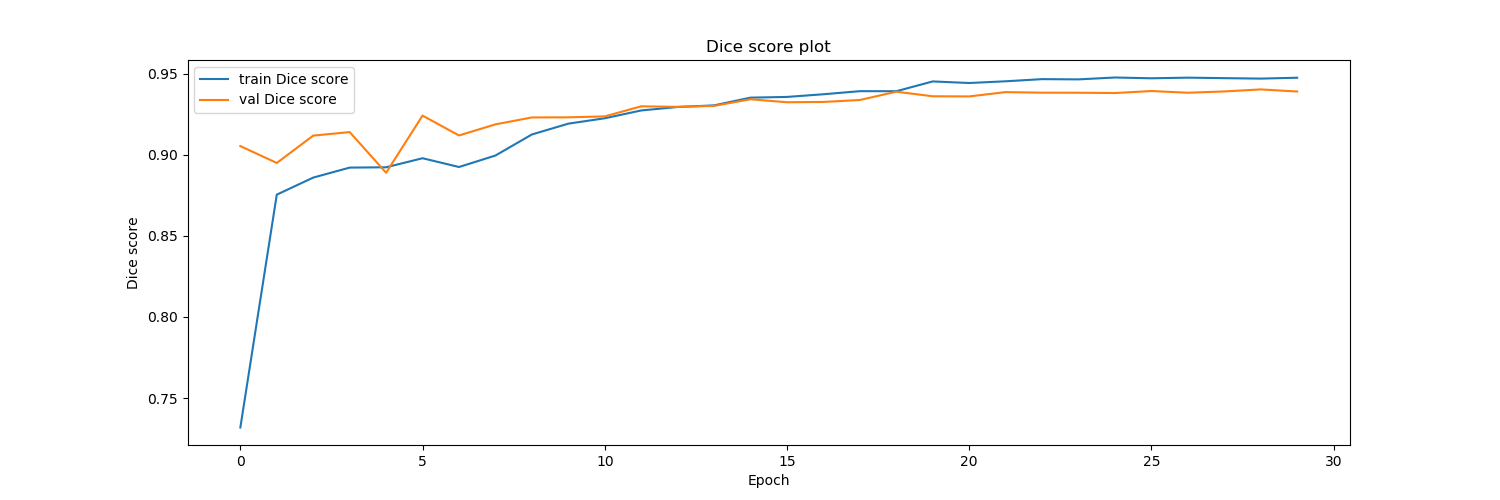 Dice score plot
train Dice score
val Dice score
0.95
0.90
0.85
0.80
0.75
Dice score
0 5 10 15 20 25 30
Epoch